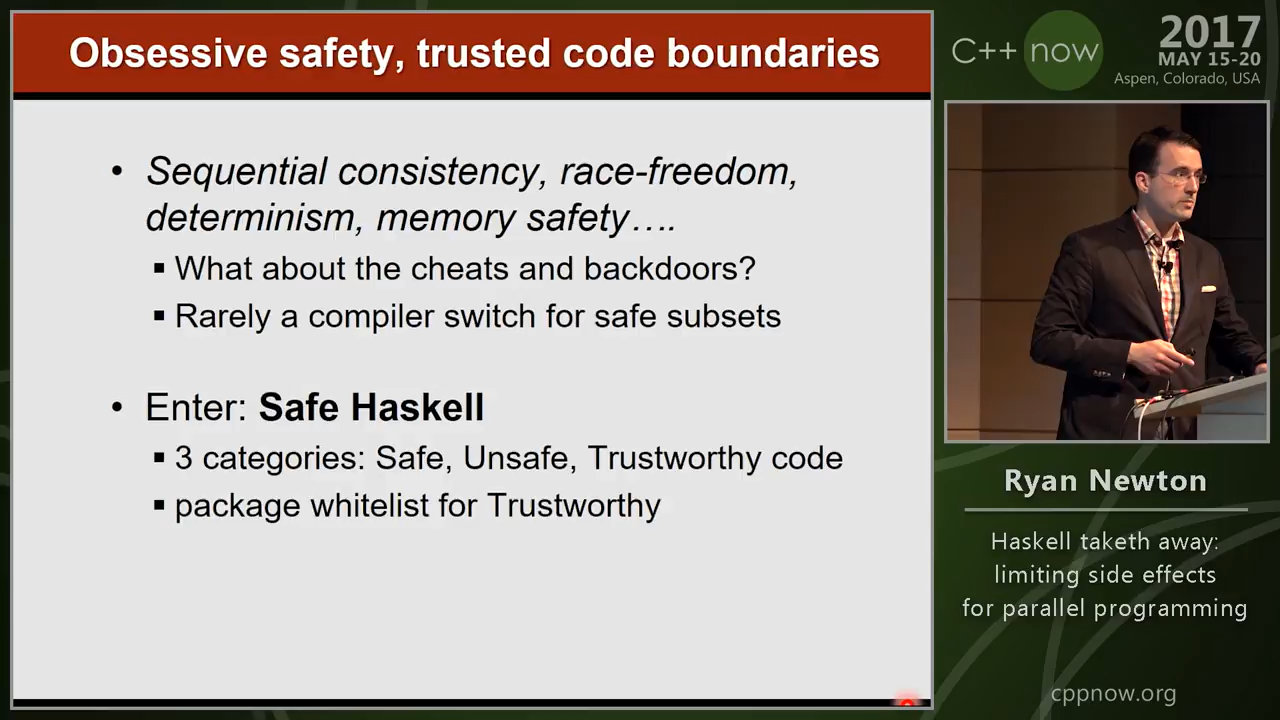 Obsessive safety, trusted code boundaries
• Sequential consistency, race-freedom,
determinism, memory safety….
▪ What about the cheats and backdoors?
▪ Rarely a compiler switch for safe subsets
• Enter: Safe Haskell
▪ 3 categories: Safe, Unsafe, Trustworthy code
▪ package whitelist for Trustworthy
C++ now
2017
MAY 15-20
Aspen, Colorado, USA
Ryan Newton
Haskell taketh away:
limiting side effects
for parallel programming
cppnow.org